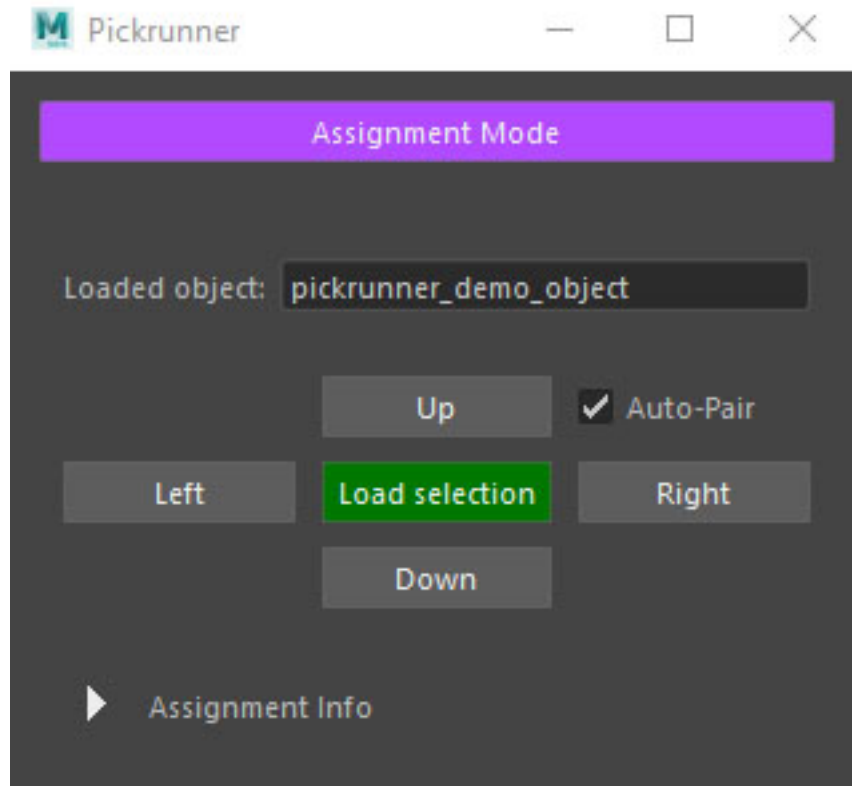 Pickrunner
Assignment Mode
Loaded object: pickrunner_demo_object
Up Auto-Pair
Left Load selection Right
Down
Assignment Info